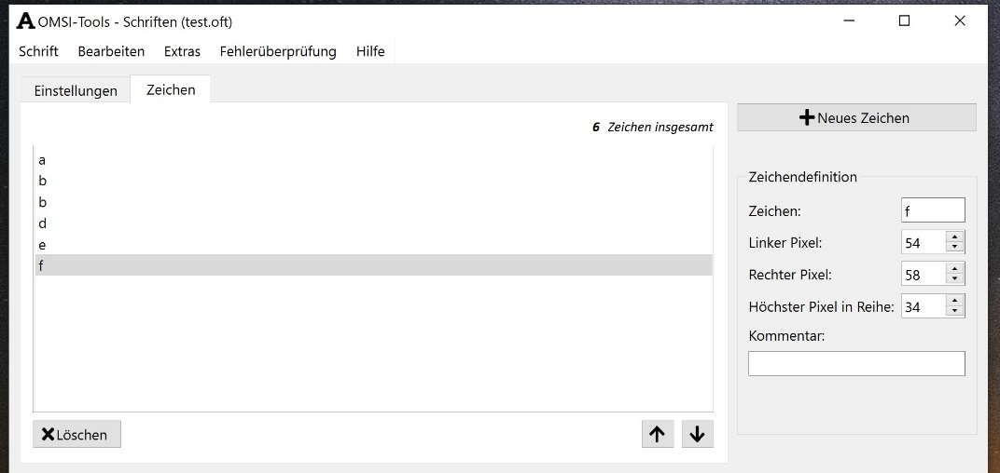 OMSI-Tools - Schriften (test.oft)
Schrift Bearbeiten Extras Fehlerüberprüfung Hilfe
Einstellungen Zeichen
6 Zeichen insgesamt
a
b
b
d
e
f
Löschen
Neues Zeichen
Zeichendefinition
Zeichen: f
Linker Pixel: 54
Rechter Pixel: 58
Höchster Pixel in Reihe: 34
Kommentar: